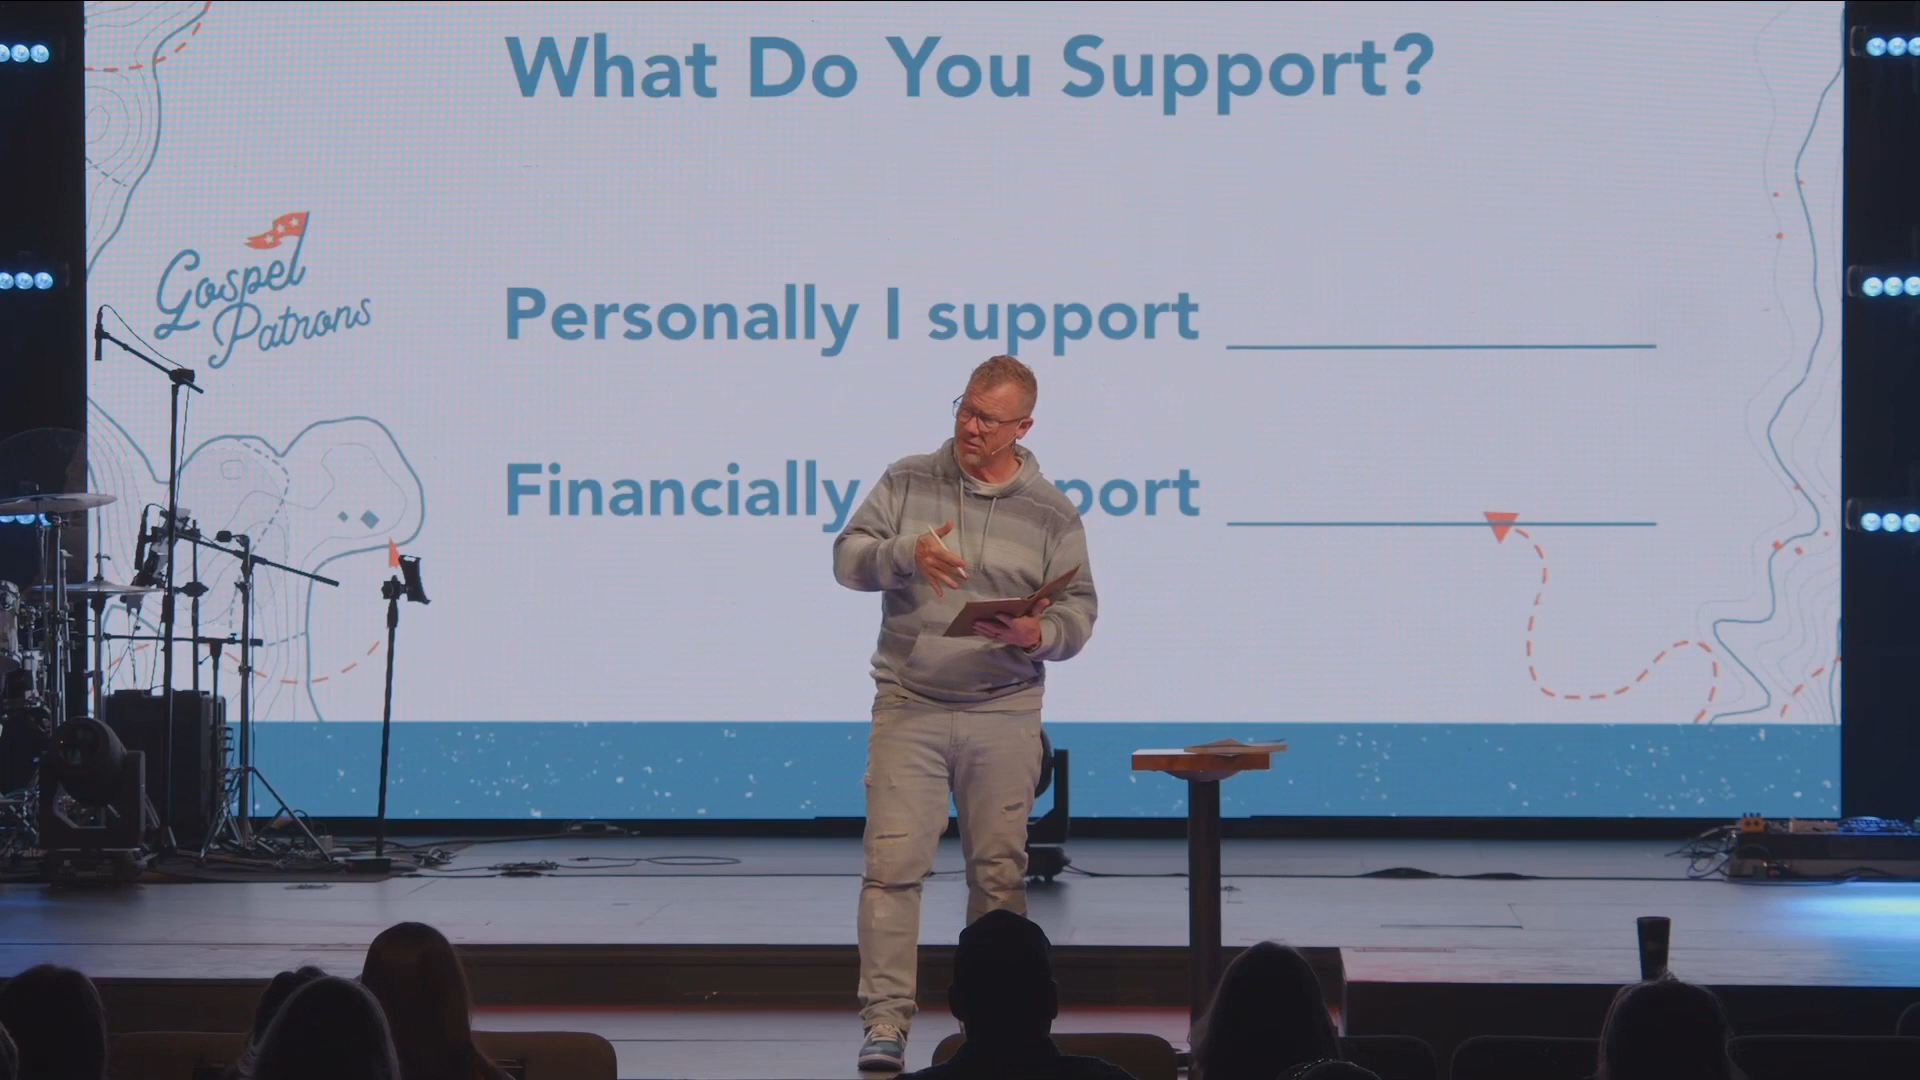 What Do You Support?
Gospel
Patrons
Personally I support
Financially port